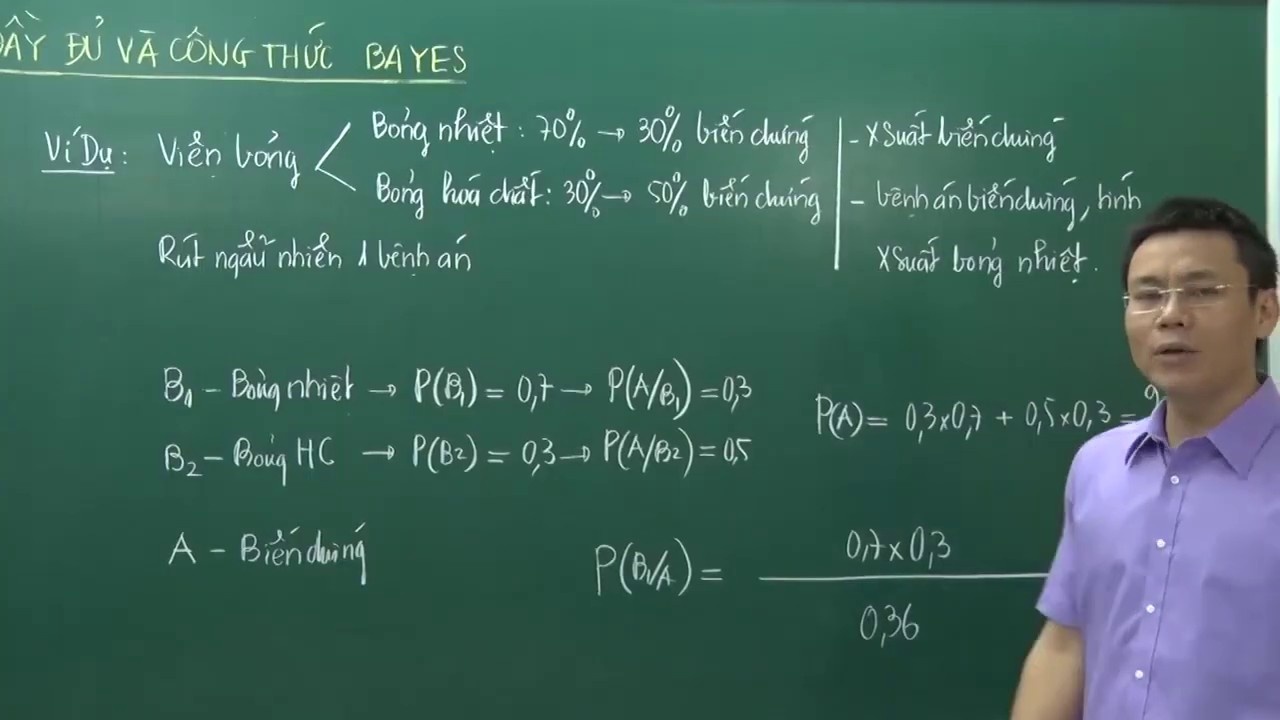 ĐẦY ĐỦ VÀ CÔNG THỨC BAYES
Ví Dụ: Viễn bỏng
Bỏng nhiệt: 70% → 30% biến chứng
Bỏng hoá chất: 30% → 50% biến chứng
Rút ngẫu nhiên 1 bệnh án
- Xsuất biến chứng
- bệnh án biến chứng, tính
Xsuất bỏng nhiệt.
B1 - Bỏng nhiệt → P(B1) = 0,7 → P(A/B1) = 0,3
B2 - Bỏng HC → P(B2) = 0,3 → P(A/B2) = 0,5
P(A) = 0,3x0,7 + 0,5x0,3 =
A - Biến chứng
P(B1/A) = 0,7x0,3
0,36